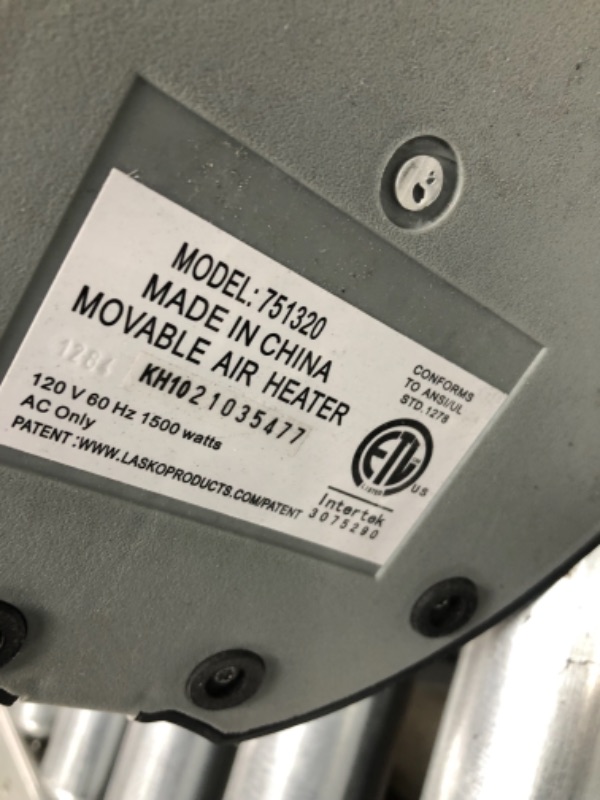 MODEL: 751320
MADE IN CHINA
MOVABLE AIR HEATER
KH1021035477
120 V 60 Hz 1500 watts
AC Only
PATENT :WWW.LASKOPRODUCTS.COM/PATENT
CONFORMS
TO ANSI/UL
STD.1278
ETL
US
Intertek
3075290